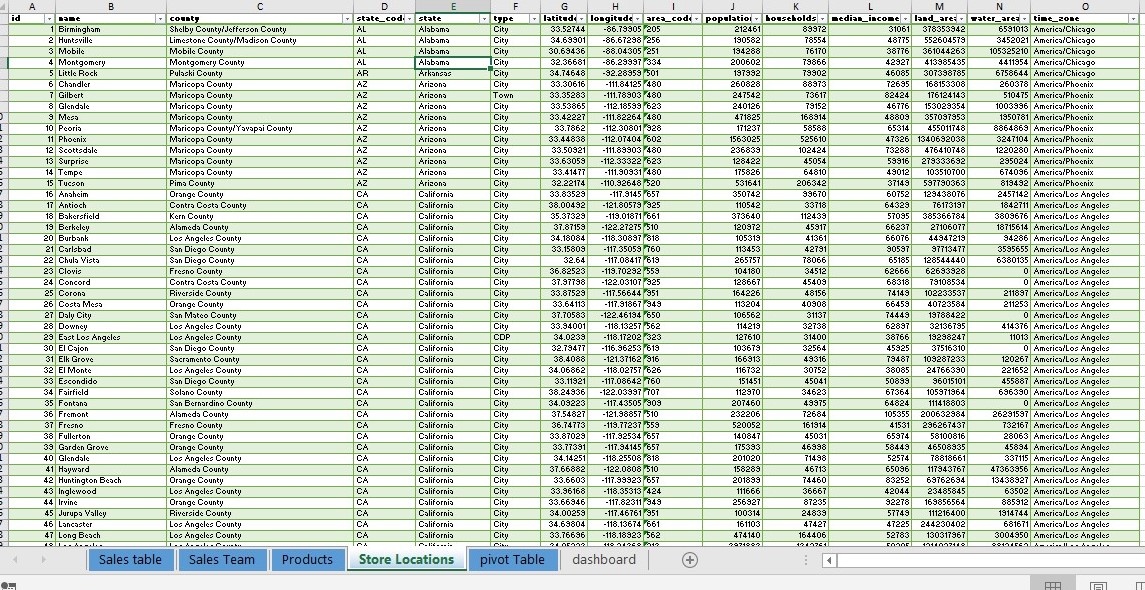 A B C D E F G H I J K L M N O
id name county state_code state type latitude longitude area_code population households median_income land_area water_area time_zone
1 Birmingham Shelby County/Jefferson County AL Alabama City 33.52744 -86.79905 205 212461 89972 31061 378353942 6591013 America/Chicago
2 Huntsville Limestone County/Madison County AL Alabama City 34.69901 -86.67298 256 190582 78554 48775 552604579 3452021 America/Chicago
3 Mobile Mobile County AL Alabama City 30.69436 -88.04305 251 194288 76170 38776 361044263 105325210 America/Chicago
4 Montgomery Montgomery County AL Alabama City 32.36681 -86.29997 334 200602 79866 42927 413985435 4411954 America/Chicago
5 Little Rock Pulaski County AR Arkansas City 34.74648 -92.28959 501 197992 79902 46085 307398785 6758644 America/Chicago
6 Chandler Maricopa County AZ Arizona City 33.30616 -111.84125 480 260828 88973 72695 168153308 260378 America/Phoenix
7 Gilbert Maricopa County AZ Arizona Town 33.35283 -111.78903 480 247542 73617 82424 176124143 510475 America/Phoenix
8 Glendale Maricopa County AZ Arizona City 33.53865 -112.18599 623 240126 79152 46776 153029354 1003996 America/Phoenix
9 Mesa Maricopa County AZ Arizona City 33.42227 -111.82264 480 471825 168914 48809 357097953 1950781 America/Phoenix
10 Peoria Maricopa County/Yavapai County AZ Arizona City 33.7862 -112.30801 928 171237 58588 65314 455011748 8864869 America/Phoenix
11 Phoenix Maricopa County AZ Arizona City 33.44838 -112.07404 602 1563025 525610 47326 1340692038 3247104 America/Phoenix
12 Scottsdale Maricopa County AZ Arizona City 33.50921 -111.89903 480 236839 102424 73288 476410748 1220280 America/Phoenix
13 Surprise Maricopa County AZ Arizona City 33.63059 -112.33322 623 128422 45054 59916 279333692 295024 America/Phoenix
14 Tempe Maricopa County AZ Arizona City 33.41477 -111.90931 480 175826 64810 49012 103510700 674096 America/Phoenix
15 Tucson Pima County AZ Arizona City 32.22174 -110.92648 520 531641 206342 37149 597790363 819492 America/Phoenix
16 Anaheim Orange County CA California City 33.83529 -117.9145 657 350742 99670 60752 129438076 2457142 America/Los Angeles
17 Antioch Contra Costa County CA California City 38.00492 -121.80579 925 110542 33718 64329 76173197 1842711 America/Los Angeles
18 Bakersfield Kern County CA California City 35.37329 -119.01871 661 373640 112439 57095 385366784 3809676 America/Los Angeles
19 Berkeley Alameda County CA California City 37.87159 -122.27275 510 120972 45917 66237 27106077 18715614 America/Los Angeles
20 Burbank Los Angeles County CA California City 34.18084 -118.30897 818 105319 41361 66076 44947219 94286 America/Los Angeles
21 Carlsbad San Diego County CA California City 33.15809 -117.35059 760 113453 42791 90597 97713477 3595655 America/Los Angeles
22 Chula Vista San Diego County CA California City 32.64 -117.08417 619 265757 78066 65185 128544440 6380135 America/Los Angeles
23 Clovis Fresno County CA California City 36.82523 -119.70292 559 104180 34512 62666 62693928 0 America/Los Angeles
24 Concord Contra Costa County CA California City 37.97798 -122.03107 925 128667 45409 68318 79108534 0 America/Los Angeles
25 Corona Riverside County CA California City 33.87529 -117.56644 951 164226 48156 74149 102233537 211897 America/Los Angeles
26 Costa Mesa Orange County CA California City 33.64113 -117.91867 949 113204 40908 66459 40723584 211253 America/Los Angeles
27 Daly City San Mateo County CA California City 37.70583 -122.46194 650 106562 31137 74449 19788422 0 America/Los Angeles
28 Downey Los Angeles County CA California City 33.94001 -118.13257 562 114219 32738 62897 32136795 414376 America/Los Angeles
29 East Los Angeles Los Angeles County CA California CDP 34.0239 -118.17202 323 127610 31400 38766 19298247 11013 America/Los Angeles
30 El Cajon San Diego County CA California City 32.79477 -116.96253 619 103679 32564 45925 37516310 0 America/Los Angeles
31 Elk Grove Sacramento County CA California City 38.4088 -121.37162 916 166913 49316 79487 109287233 120267 America/Los Angeles
32 El Monte Los Angeles County CA California City 34.06862 -118.02757 626 116732 30752 38085 24766390 221652 America/Los Angeles
33 Escondido San Diego County CA California City 33.11921 -117.08642 760 151451 45041 50899 96015101 455887 America/Los Angeles
34 Fairfield Solano County CA California City 38.24936 -122.03997 707 112970 34623 67364 105971964 696390 America/Los Angeles
35 Fontana San Bernardino County CA California City 34.09223 -117.43505 909 207460 49975 64824 111418803 0 America/Los Angeles
36 Fremont Alameda County CA California City 37.54827 -121.98857 510 232206 72684 105355 200632984 26291597 America/Los Angeles
37 Fresno Fresno County CA California City 36.74773 -119.77237 559 520052 161914 41531 296267437 732167 America/Los Angeles
38 Fullerton Orange County CA California City 33.87029 -117.92534 657 140847 45031 65974 58100816 28063 America/Los Angeles
39 Garden Grove Orange County CA California City 33.77391 -117.94145 657 175393 46998 58449 46508935 45894 America/Los Angeles
40 Glendale Los Angeles County CA California City 34.14251 -118.25508 818 201020 71498 52574 78818661 337115 America/Los Angeles
41 Hayward Alameda County CA California City 37.66882 -122.0808 510 158289 46713 65096 117943767 47363956 America/Los Angeles
42 Huntington Beach Orange County CA California City 33.6603 -117.99923 657 201899 74460 83252 69762694 13438927 America/Los Angeles
43 Inglewood Los Angeles County CA California City 33.96168 -118.35313 424 111666 36667 42044 23485845 63502 America/Los Angeles
44 Irvine Orange County CA California City 33.66946 -117.82311 949 256927 87235 92278 169856564 885912 America/Los Angeles
45 Jurupa Valley Riverside County CA California City 34.00259 -117.46761 951 100314 24839 57749 111216400 1914744 America/Los Angeles
46 Lancaster Los Angeles County CA California City 34.69804 -118.13674 661 161103 47427 47225 244230402 681671 America/Los Angeles
47 Long Beach Los Angeles County CA California City 33.76696 -118.18923 562 474140 164406 52783 130317967 3004950 America/Los Angeles
Sales table Sales Team Products Store Locations pivot Table dashboard